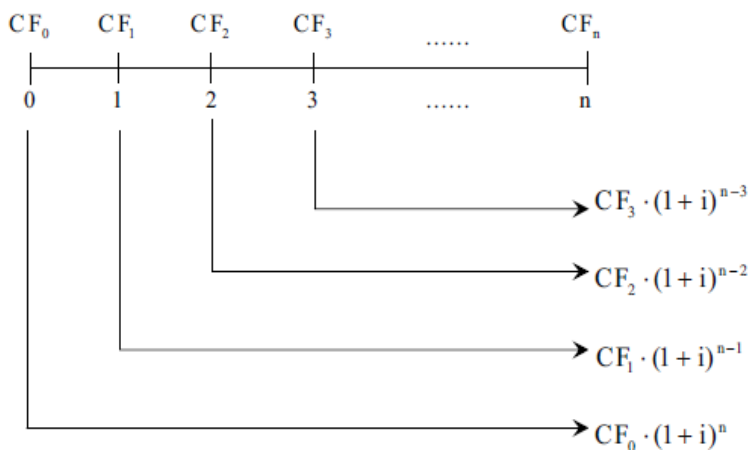 CF₀ CF₁ CF₂ CF₃ ...... CFₙ
0 1 2 3 ...... n
CF₃ · (1 + i)ⁿ⁻³
CF₂ · (1 + i)ⁿ⁻²
CF₁ · (1 + i)ⁿ⁻¹
CF₀ · (1 + i)ⁿ